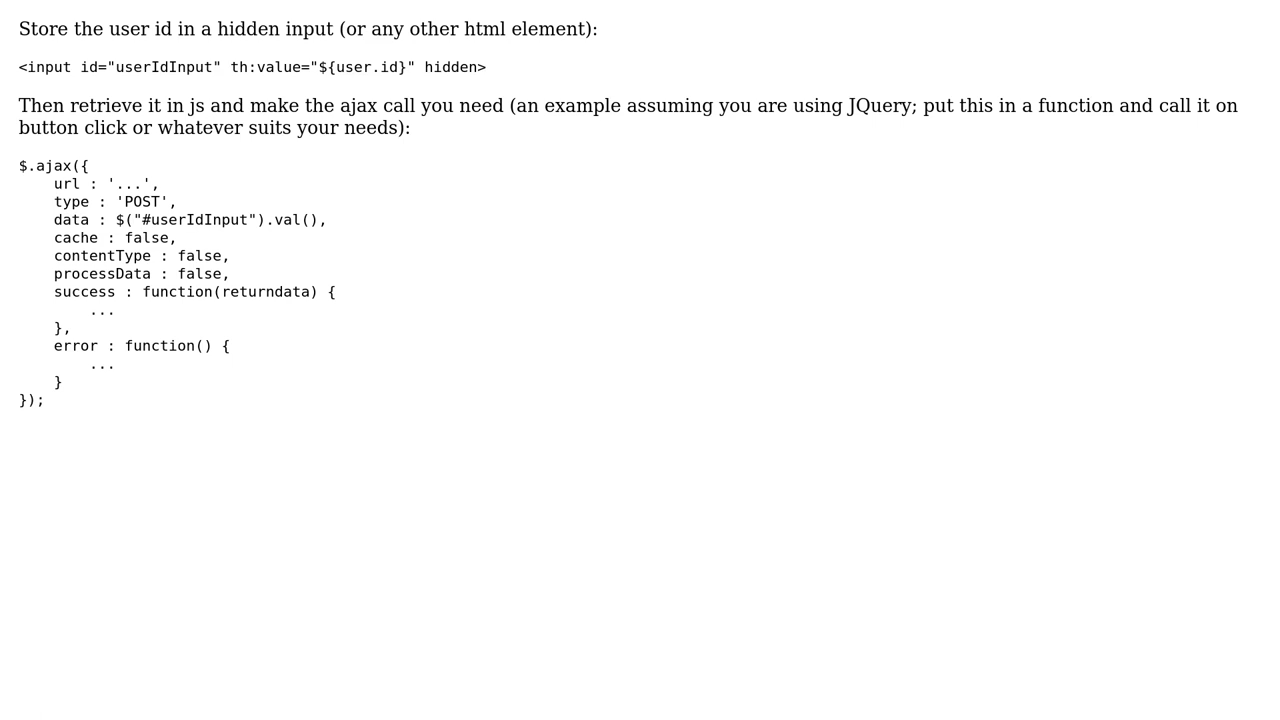 Store the user id in a hidden input (or any other html element):
<input id="userIdInput" th:value="${user.id}" hidden>
Then retrieve it in js and make the ajax call you need (an example assuming you are using JQuery; put this in a function and call it on
button click or whatever suits your needs):
$.ajax({
    url : '...',
    type : 'POST',
    data : $("#userIdInput").val(),
    cache : false,
    contentType : false,
    processData : false,
    success : function(returndata) {
        ...
    },
    error : function() {
        ...
    }
});